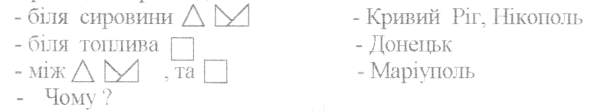 - біля сировини - Кривий Ріг, Нікополь
- біля топлива - Донецьк
- між , та - Маріуполь
- Чому ?